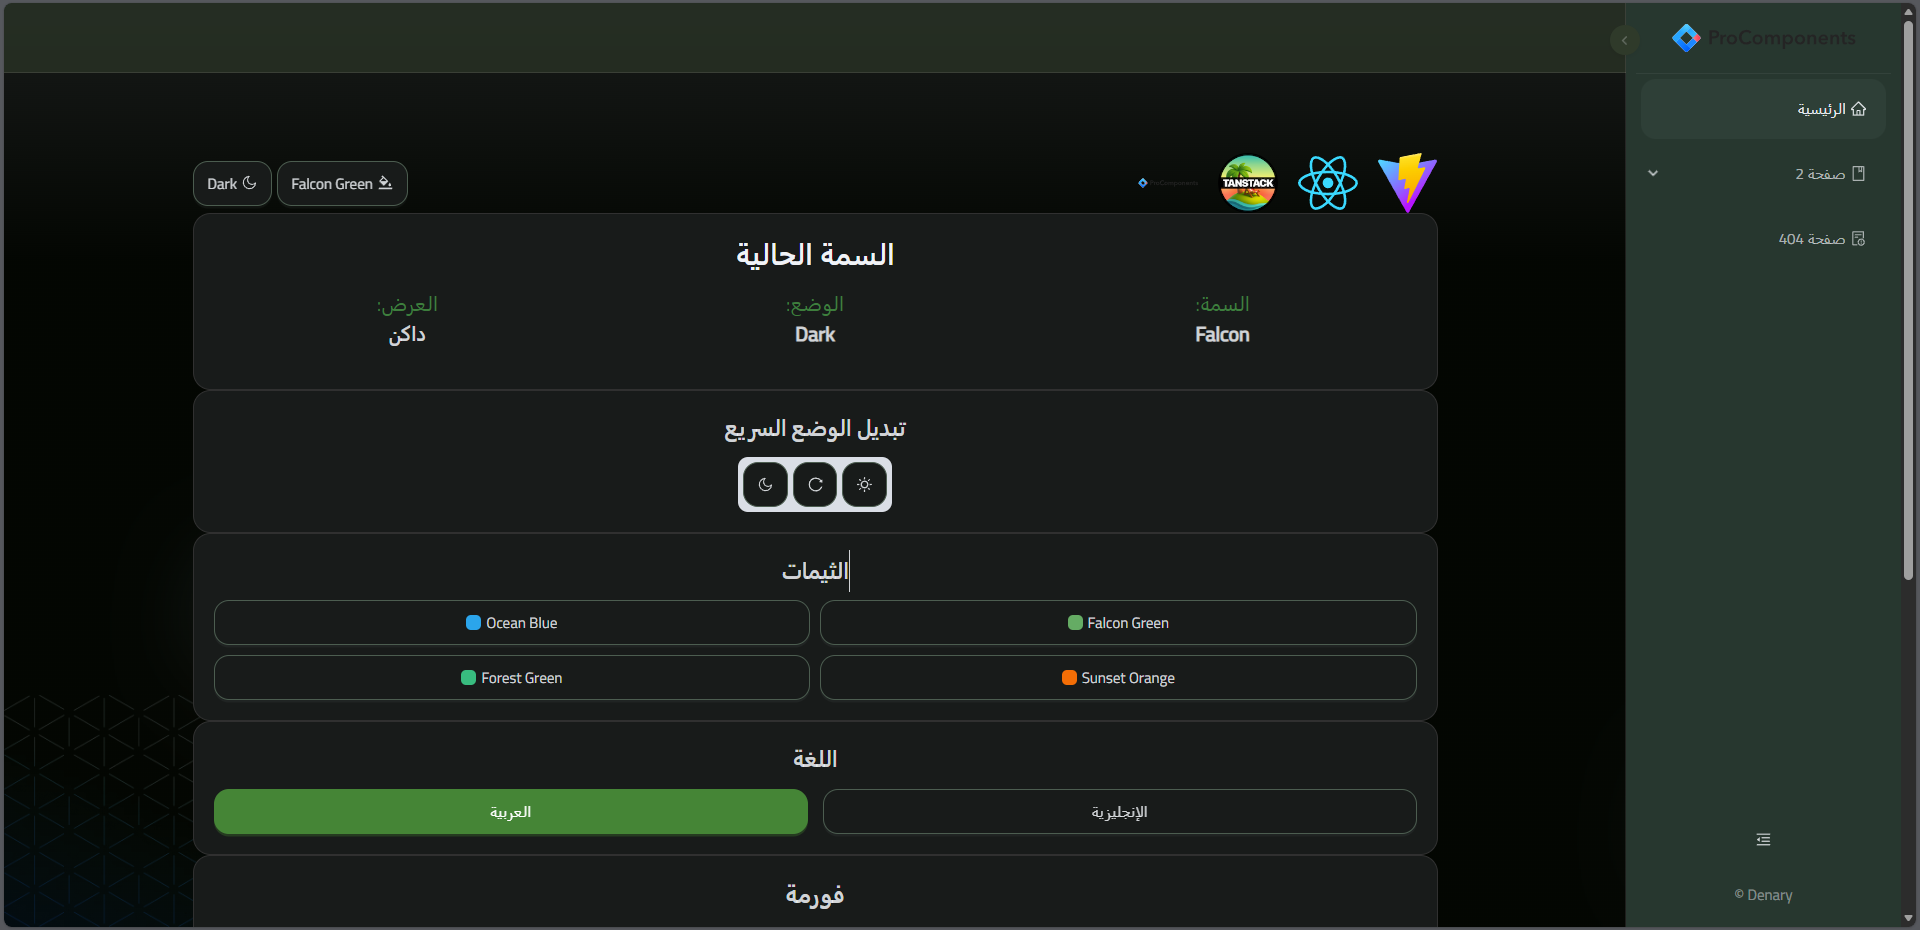 ProComponents
الرئيسية
صفحة 2
صفحة 404
© Denary
TANSTACK
ProComponents
Falcon Green
Dark
السمة الحالية
السمة:
Falcon
الوضع:
Dark
العرض:
داكن
تبديل الوضع السريع
الثيمات
Falcon Green
Ocean Blue
Sunset Orange
Forest Green
اللغة
الإنجليزية
العربية
فورمة